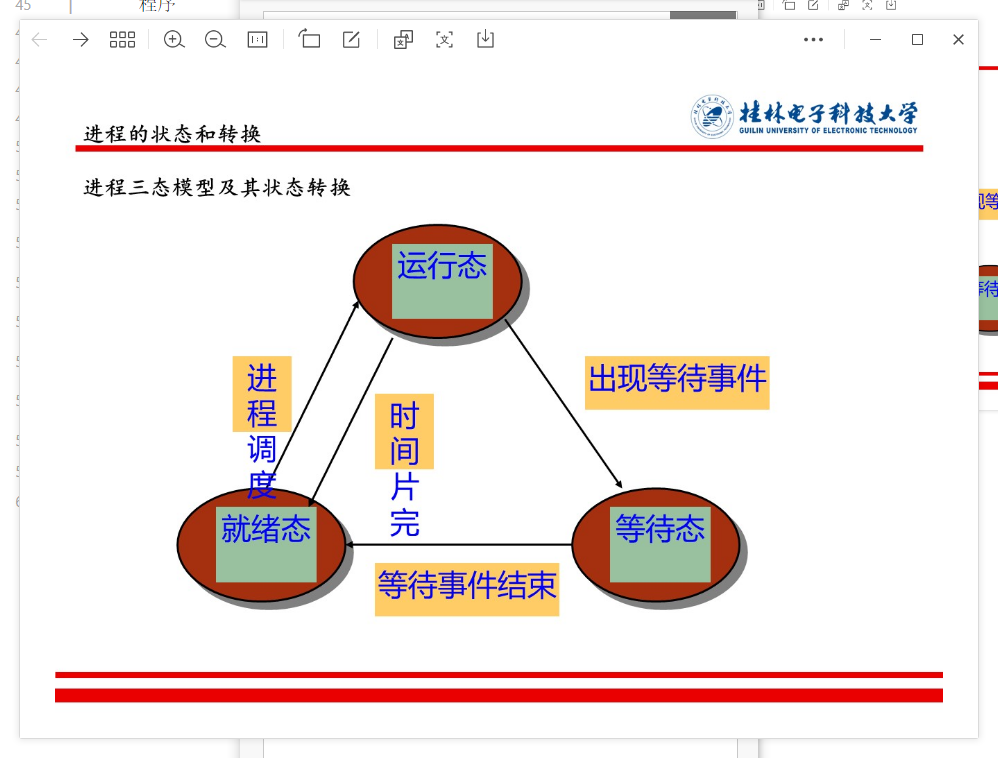 45
程序
进程的状态和转换
桂林电子科技大学
GUILIN UNIVERSITY OF ELECTRONIC TECHNOLOGY
进程三态模型及其状态转换
运行态
进程调度
时间片完
出现等待事件
就绪态
等待态
等待事件结束